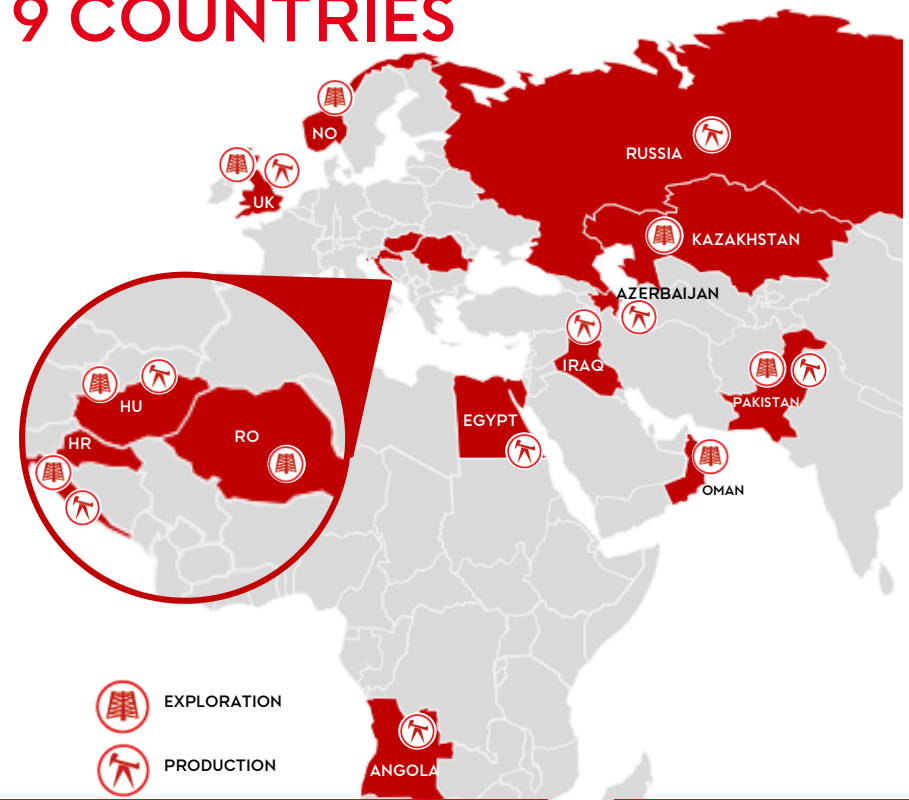 9 COUNTRIES
NO
RUSSIA
UK
KAZAKHSTAN
AZERBAIJAN
IRAQ
PAKISTAN
HU
EGYPT
RO
HR
OMAN
EXPLORATION
PRODUCTION
ANGOLA